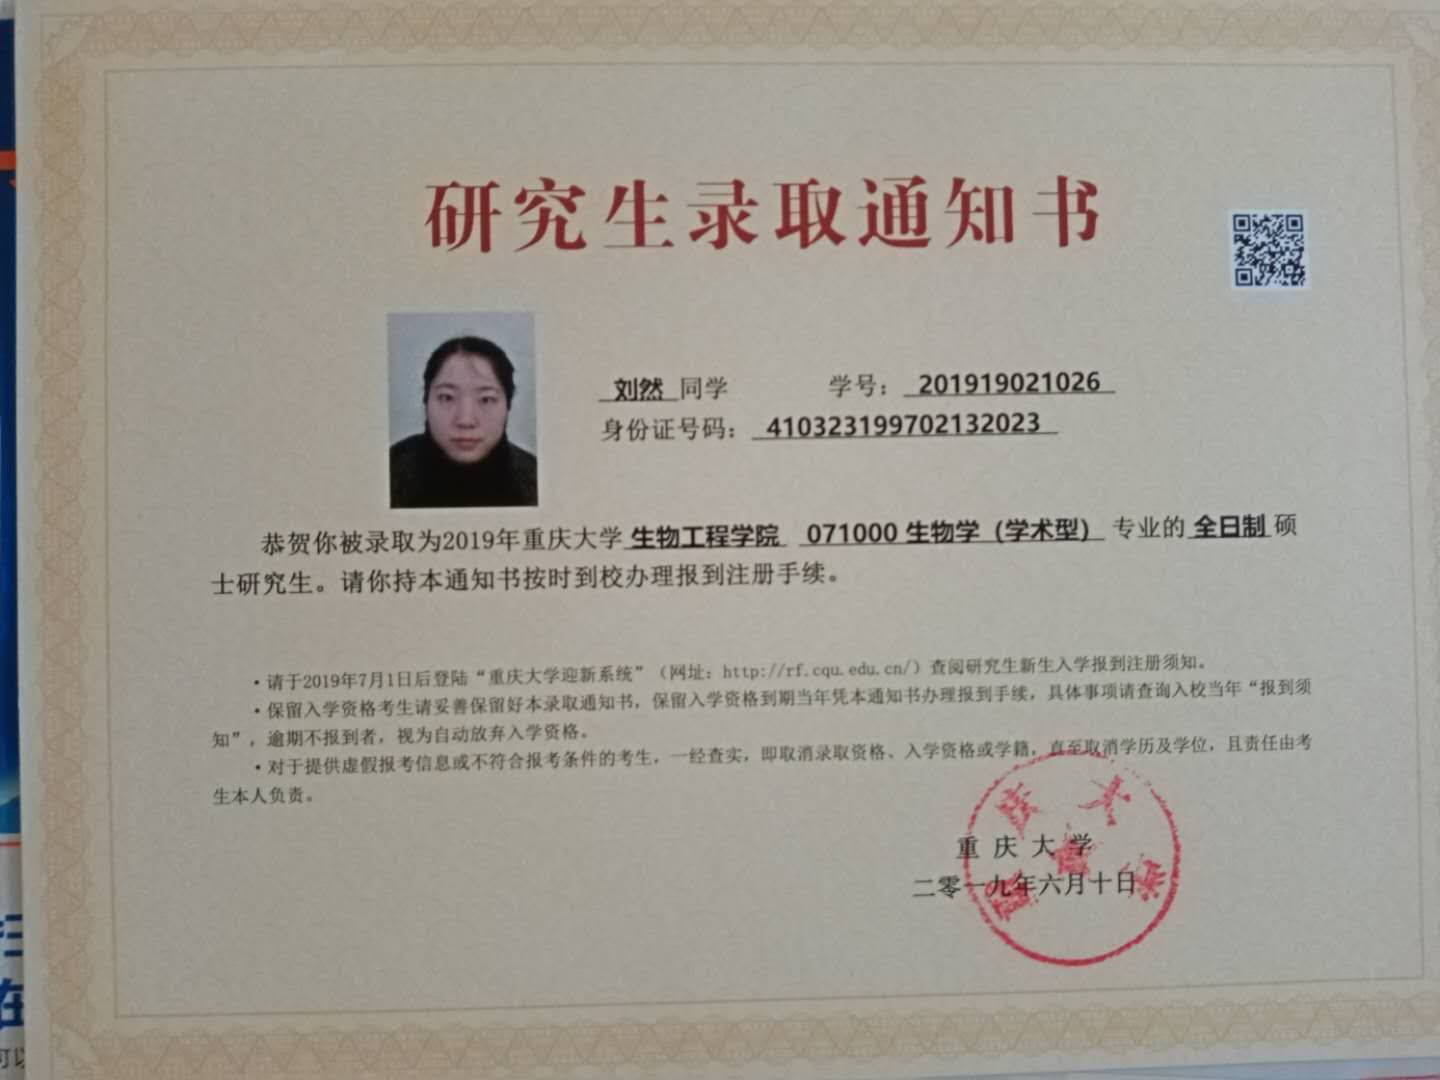 研究生录取通知书
刘然 同学 学号： 201919021026
身份证号码： 410323199702132023
恭贺你被录取为2019年重庆大学 生物工程学院 071000 生物学（学术型） 专业的 全日制 硕
士研究生。请你持本通知书按时到校办理报到注册手续。
·请于2019年7月1日后登陆“重庆大学迎新系统”（网址：http://rf.cqu.edu.cn/）查阅研究生新生入学报到注册须知。
·保留入学资格考生请妥善保留好本录取通知书，保留入学资格到期当年凭本通知书办理报到手续，具体事项请查询入校当年“报到须
知”，逾期不报到者，视为自动放弃入学资格。
·对于提供虚假报考信息或不符合报考条件的考生，一经查实，即取消录取资格、入学资格或学籍，直至取消学历及学位，且责任由考
生本人负责。
重庆大学
二零一九年六月十日
重庆大学
在
可以